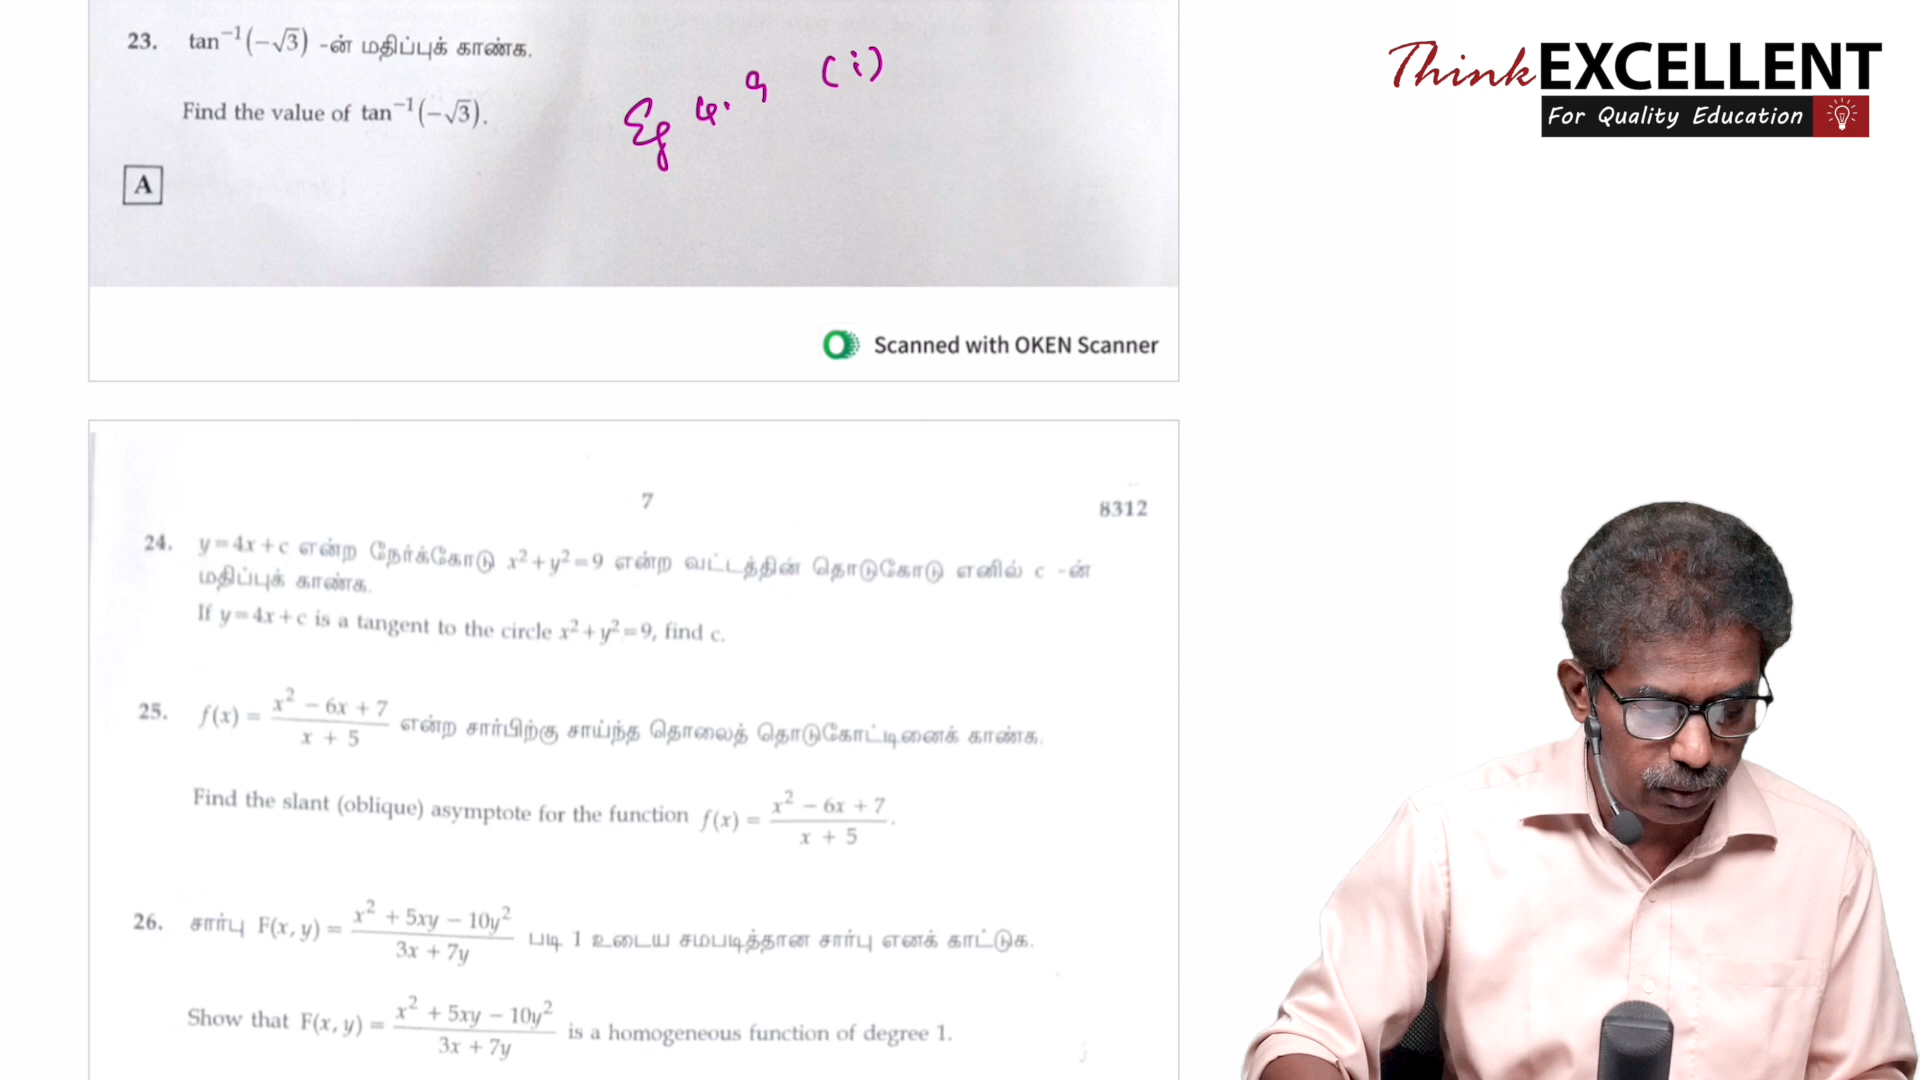 23. tan⁻¹(−√3) -ன் மதிப்புக் காண்க.
Find the value of tan⁻¹(−√3).
Eg 4.9 (i)
A
Think EXCELLENT
For Quality Education
Scanned with OKEN Scanner
7
8312
24. y=4x+c என்ற நேர்க்கோடு x²+y²=9 என்ற வட்டத்தின் தொடுகோடு எனில் c -ன்
மதிப்புக் காண்க.
If y=4x+c is a tangent to the circle x²+y²=9, find c.
25. f(x) = (x² − 6x + 7)/(x + 5) என்ற சார்பிற்கு சாய்ந்த தொலைத் தொடுகோட்டினைக் காண்க.
Find the slant (oblique) asymptote for the function f(x) = (x² − 6x + 7)/(x + 5).
26. சார்பு F(x, y) = (x² + 5xy − 10y²)/(3x + 7y) படி 1 உடைய சமபடித்தான சார்பு எனக் காட்டுக.
Show that F(x, y) = (x² + 5xy − 10y²)/(3x + 7y) is a homogeneous function of degree 1.